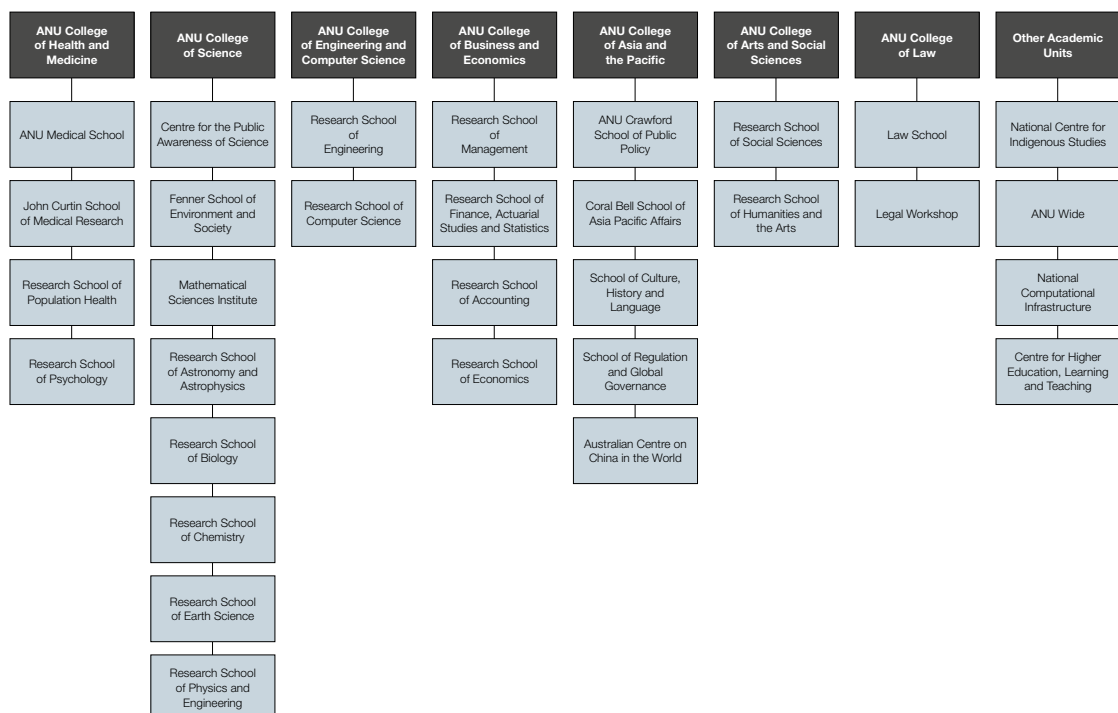 ANU College
of Health and
Medicine
ANU Medical School
John Curtin School
of Medical Research
Research School of
Population Health
Research School
of Psychology
ANU College
of Science
Centre for the Public
Awareness of Science
Fenner School of
Environment and
Society
Mathematical
Sciences Institute
Research School
of Astronomy and
Astrophysics
Research School
of Biology
Research School
of Chemistry
Research School
of Earth Science
Research School
of Physics and
Engineering
ANU College
of Engineering and
Computer Science
Research School
of
Engineering
Research School of
Computer Science
ANU College
of Business and
Economics
Research School
of
Management
Research School of
Finance, Actuarial
Studies and Statistics
Research School
of Accounting
Research School
of Economics
ANU College
of Asia and
the Pacific
ANU Crawford
School of Public
Policy
Coral Bell School of
Asia Pacific Affairs
School of Culture,
History and
Language
School of Regulation
and Global
Governance
Australian Centre on
China in the World
ANU College
of Arts and Social
Sciences
Research School
of Social Sciences
Research School
of Humanities and
the Arts
ANU College
of Law
Law School
Legal Workshop
Other Academic
Units
National Centre for
Indigenous Studies
ANU Wide
National
Computational
Infrastructure
Centre for Higher
Education, Learning
and Teaching